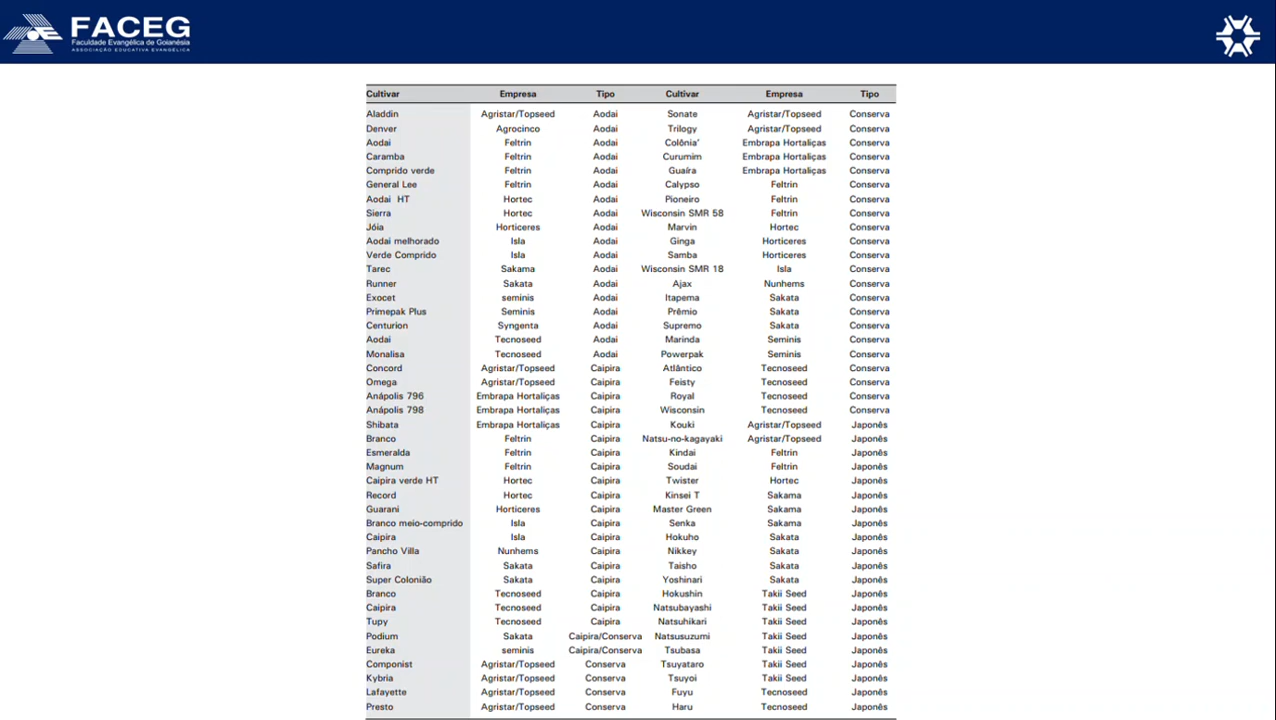 FACEG
Faculdade Evangélica de Goianésia
ASSOCIAÇÃO EDUCATIVA EVANGÉLICA
Cultivar Empresa Tipo Cultivar Empresa Tipo
Aladdin Agristar/Topseed Aodai Sonate Agristar/Topseed Conserva
Denver Agrocinco Aodai Trilogy Agristar/Topseed Conserva
Aodai Feltrin Aodai Colônia' Embrapa Hortaliças Conserva
Caramba Feltrin Aodai Curumim Embrapa Hortaliças Conserva
Comprido verde Feltrin Aodai Guaíra Embrapa Hortaliças Conserva
General Lee Feltrin Aodai Calypso Feltrin Conserva
Aodai HT Hortec Aodai Pioneiro Feltrin Conserva
Sierra Hortec Aodai Wisconsin SMR 58 Feltrin Conserva
Jóia Horticeres Aodai Marvin Hortec Conserva
Aodai melhorado Isla Aodai Ginga Horticeres Conserva
Verde Comprido Isla Aodai Samba Horticeres Conserva
Tarec Sakama Aodai Wisconsin SMR 18 Isla Conserva
Runner Sakata Aodai Ajax Nunhems Conserva
Exocet seminis Aodai Itapema Sakata Conserva
Primepak Plus Seminis Aodai Prêmio Sakata Conserva
Centurion Syngenta Aodai Supremo Sakata Conserva
Aodai Tecnoseed Aodai Marinda Seminis Conserva
Monalisa Tecnoseed Aodai Powerpak Seminis Conserva
Concord Agristar/Topseed Caipira Atlântico Tecnoseed Conserva
Omega Agristar/Topseed Caipira Feisty Tecnoseed Conserva
Anápolis 796 Embrapa Hortaliças Caipira Royal Tecnoseed Conserva
Anápolis 798 Embrapa Hortaliças Caipira Wisconsin Tecnoseed Conserva
Shibata Embrapa Hortaliças Caipira Kouki Agristar/Topseed Japonês
Branco Feltrin Caipira Natsu-no-kagayaki Agristar/Topseed Japonês
Esmeralda Feltrin Caipira Kindai Feltrin Japonês
Magnum Feltrin Caipira Soudai Feltrin Japonês
Caipira verde HT Hortec Caipira Twister Hortec Japonês
Record Hortec Caipira Kinsei T Sakama Japonês
Guarani Horticeres Caipira Master Green Sakama Japonês
Branco meio-comprido Isla Caipira Senka Sakama Japonês
Caipira Isla Caipira Hokuho Sakata Japonês
Pancho Villa Nunhems Caipira Nikkey Sakata Japonês
Safira Sakata Caipira Taisho Sakata Japonês
Super Colonião Sakata Caipira Yoshinari Sakata Japonês
Branco Tecnoseed Caipira Hokushin Takii Seed Japonês
Caipira Tecnoseed Caipira Natsubayashi Takii Seed Japonês
Tupy Tecnoseed Caipira Natsuhikari Takii Seed Japonês
Podium Sakata Caipira/Conserva Natsusuzumi Takii Seed Japonês
Eureka seminis Caipira/Conserva Tsubasa Takii Seed Japonês
Componist Agristar/Topseed Conserva Tsuyataro Takii Seed Japonês
Kybria Agristar/Topseed Conserva Tsuyoi Takii Seed Japonês
Lafayette Agristar/Topseed Conserva Fuyu Tecnoseed Japonês
Presto Agristar/Topseed Conserva Haru Tecnoseed Japonês